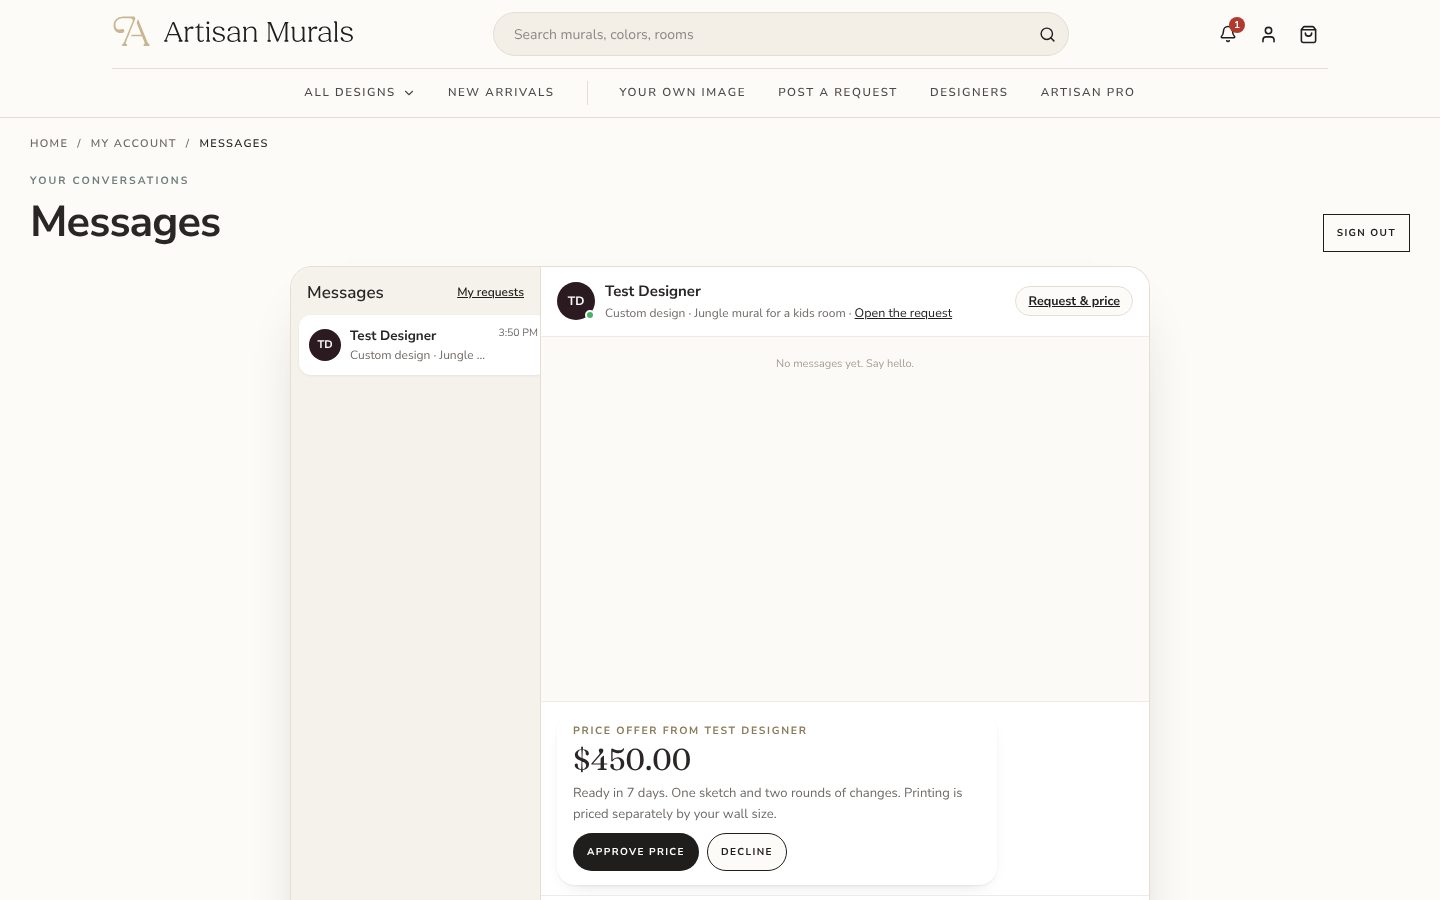 Artisan Murals
Search murals, colors, rooms
1
ALL DESIGNS
NEW ARRIVALS
YOUR OWN IMAGE
POST A REQUEST
DESIGNERS
ARTISAN PRO
HOME / MY ACCOUNT / MESSAGES
YOUR CONVERSATIONS
Messages
SIGN OUT
Messages
My requests
TD
Test Designer
3:50 PM
Custom design · Jungle ...
TD
Test Designer
Custom design · Jungle mural for a kids room · Open the request
Request & price
No messages yet. Say hello.
PRICE OFFER FROM TEST DESIGNER
$450.00
Ready in 7 days. One sketch and two rounds of changes. Printing is
priced separately by your wall size.
APPROVE PRICE
DECLINE